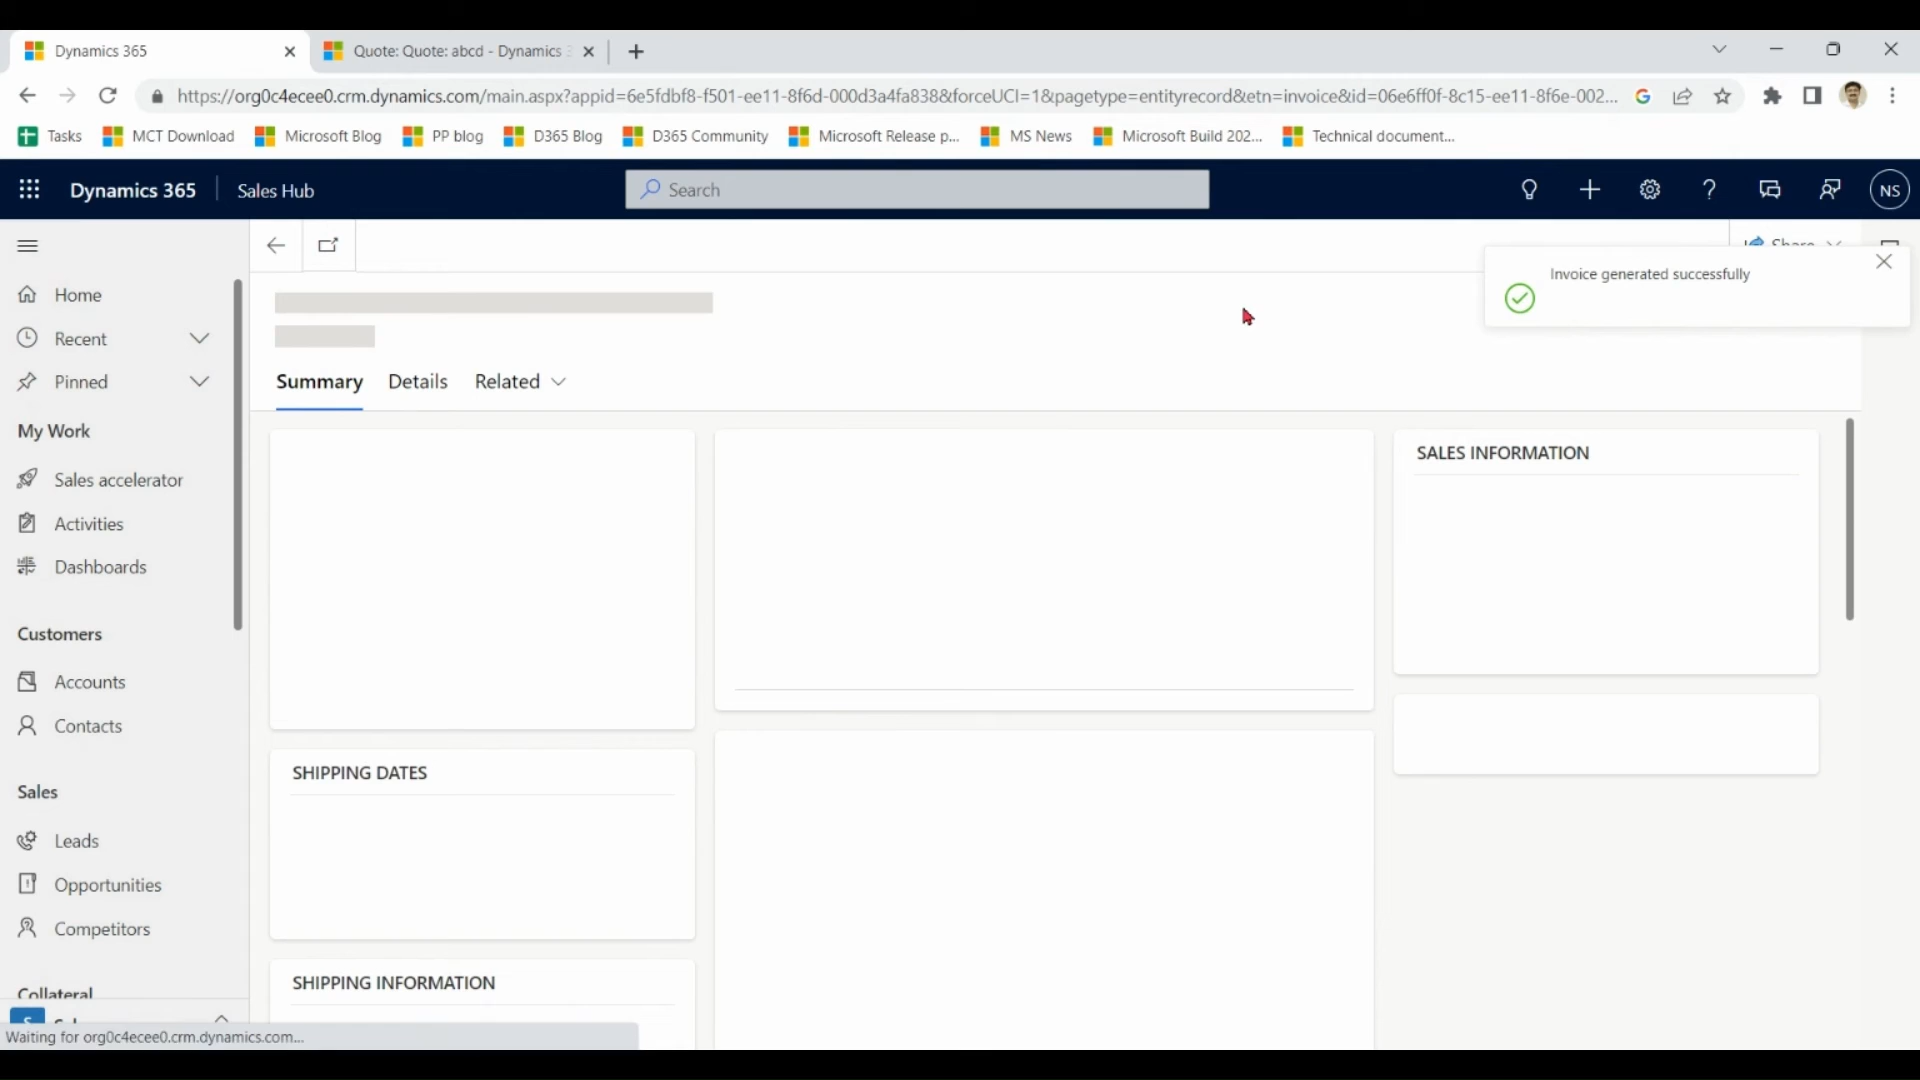 Dynamics 365
Quote: Quote: abcd - Dynamics 3
https://org0c4ecee0.crm.dynamics.com/main.aspx?appid=6e5fdbf8-f501-ee11-8f6d-000d3a4fa838&forceUCI=1&pagetype=entityrecord&etn=invoice&id=06e6ff0f-8c15-ee11-8f6e-002...
Tasks
MCT Download
Microsoft Blog
PP blog
D365 Blog
D365 Community
Microsoft Release p...
MS News
Microsoft Build 202...
Technical document...
Dynamics 365
Sales Hub
Search
NS
Share
Invoice generated successfully
Home
Recent
Pinned
My Work
Sales accelerator
Activities
Dashboards
Customers
Accounts
Contacts
Sales
Leads
Opportunities
Competitors
Collateral
Summary
Details
Related
SALES INFORMATION
SHIPPING DATES
SHIPPING INFORMATION
Waiting for org0c4ecee0.crm.dynamics.com...